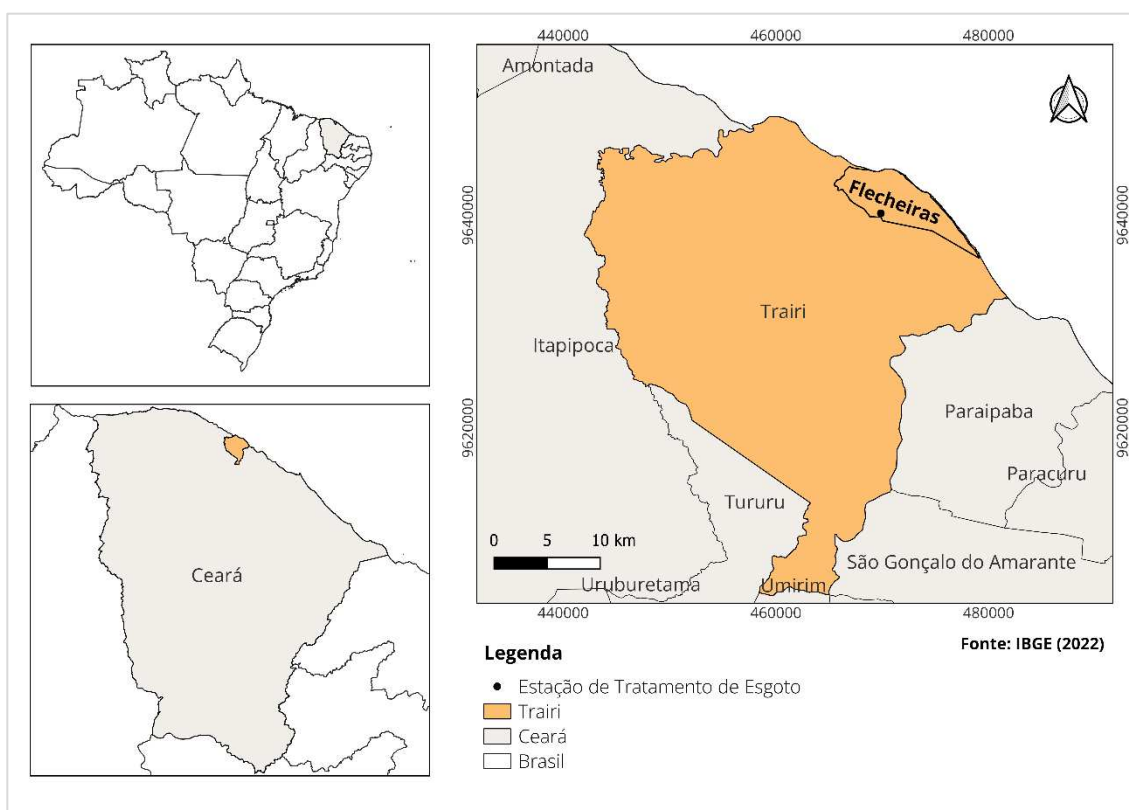 440000
460000
480000
Amontada
9640000
Flecheiras
9640000
Trairi
Itapipoca
Paraipaba
9620000
9620000
Paracuru
Tururu
0 5 10 km
São Gonçalo do Amarante
Uruburetama
Umirim
440000
460000
480000
Fonte: IBGE (2022)
Ceará
Legenda
Estação de Tratamento de Esgoto
Trairi
Ceará
Brasil